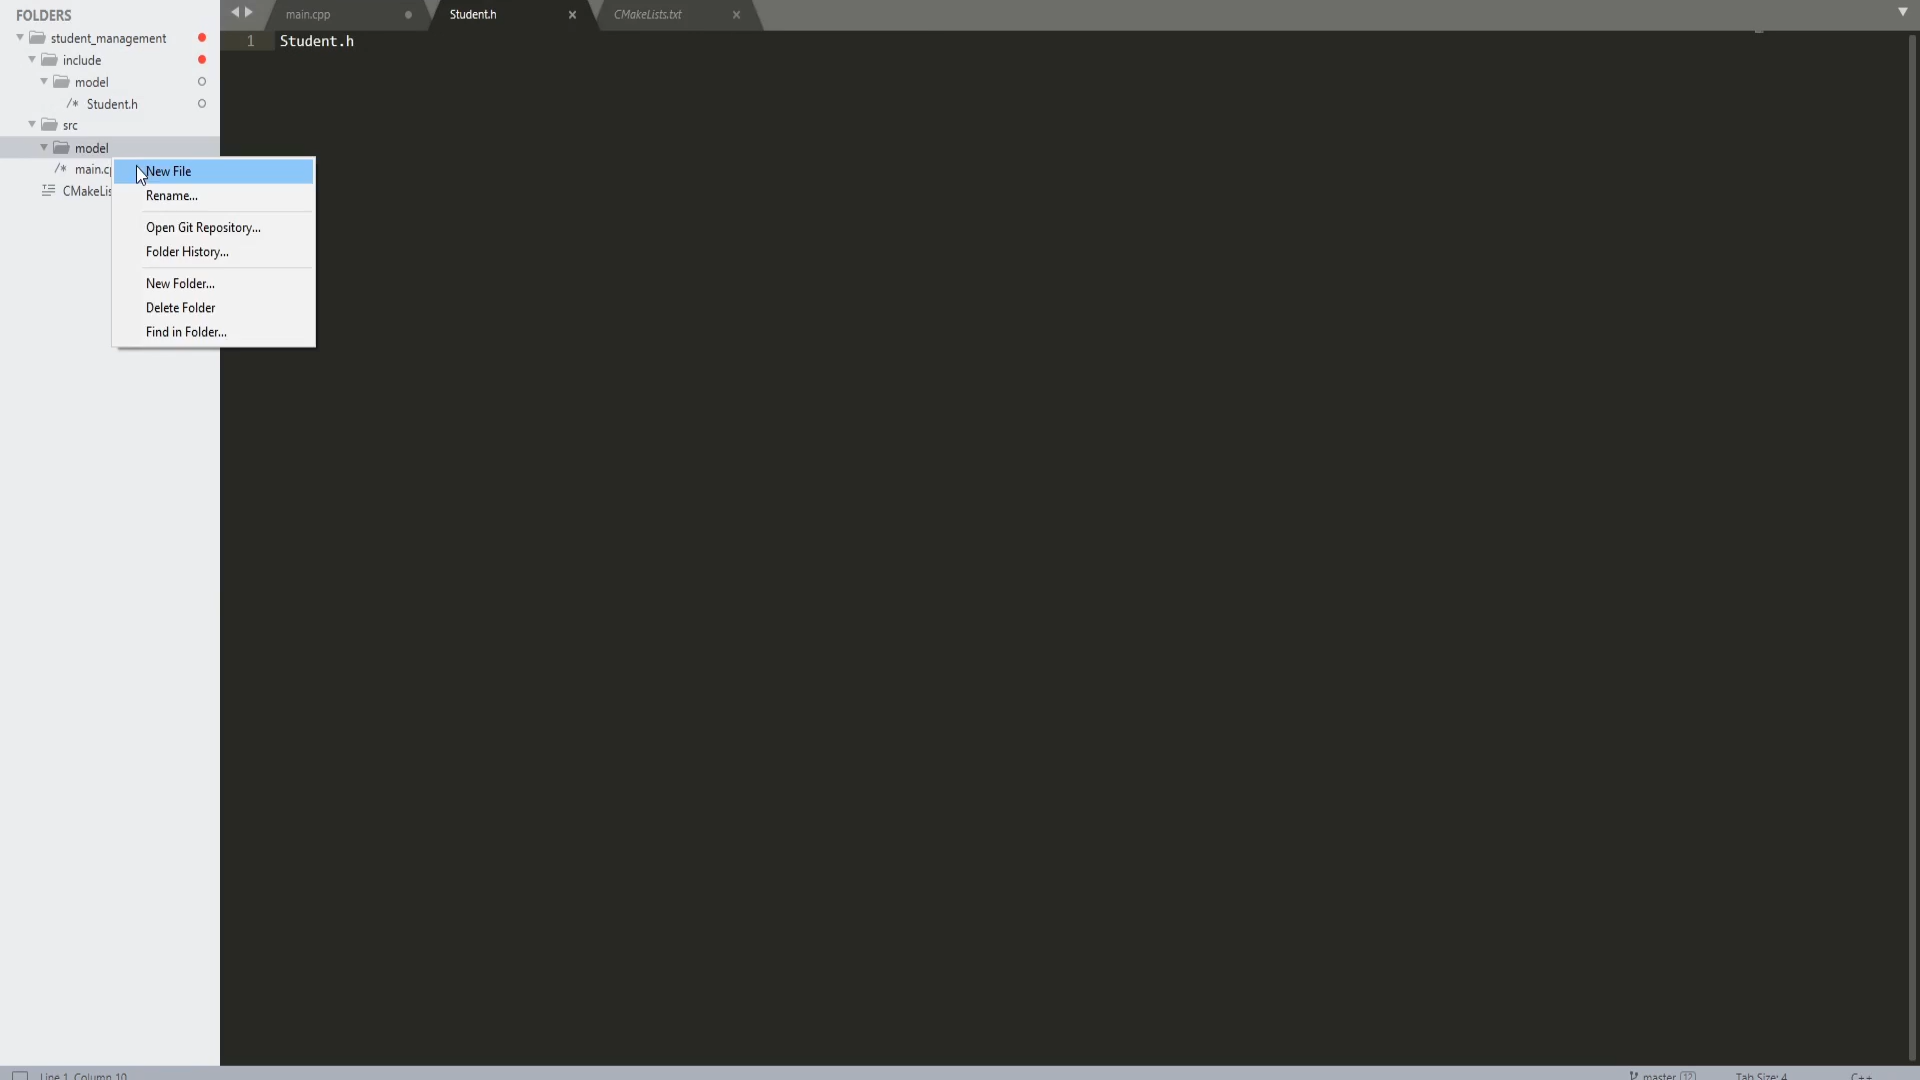 FOLDERS
student_management
include
model
/* Student.h
src
model
/* main.cp
CMakeLis
New File
Rename...
Open Git Repository...
Folder History...
New Folder...
Delete Folder
Find in Folder...
main.cpp
Student.h
CMakeLists.txt
1 Student.h
Line 1, Column 10
master 12
Tab Size: 4
C++